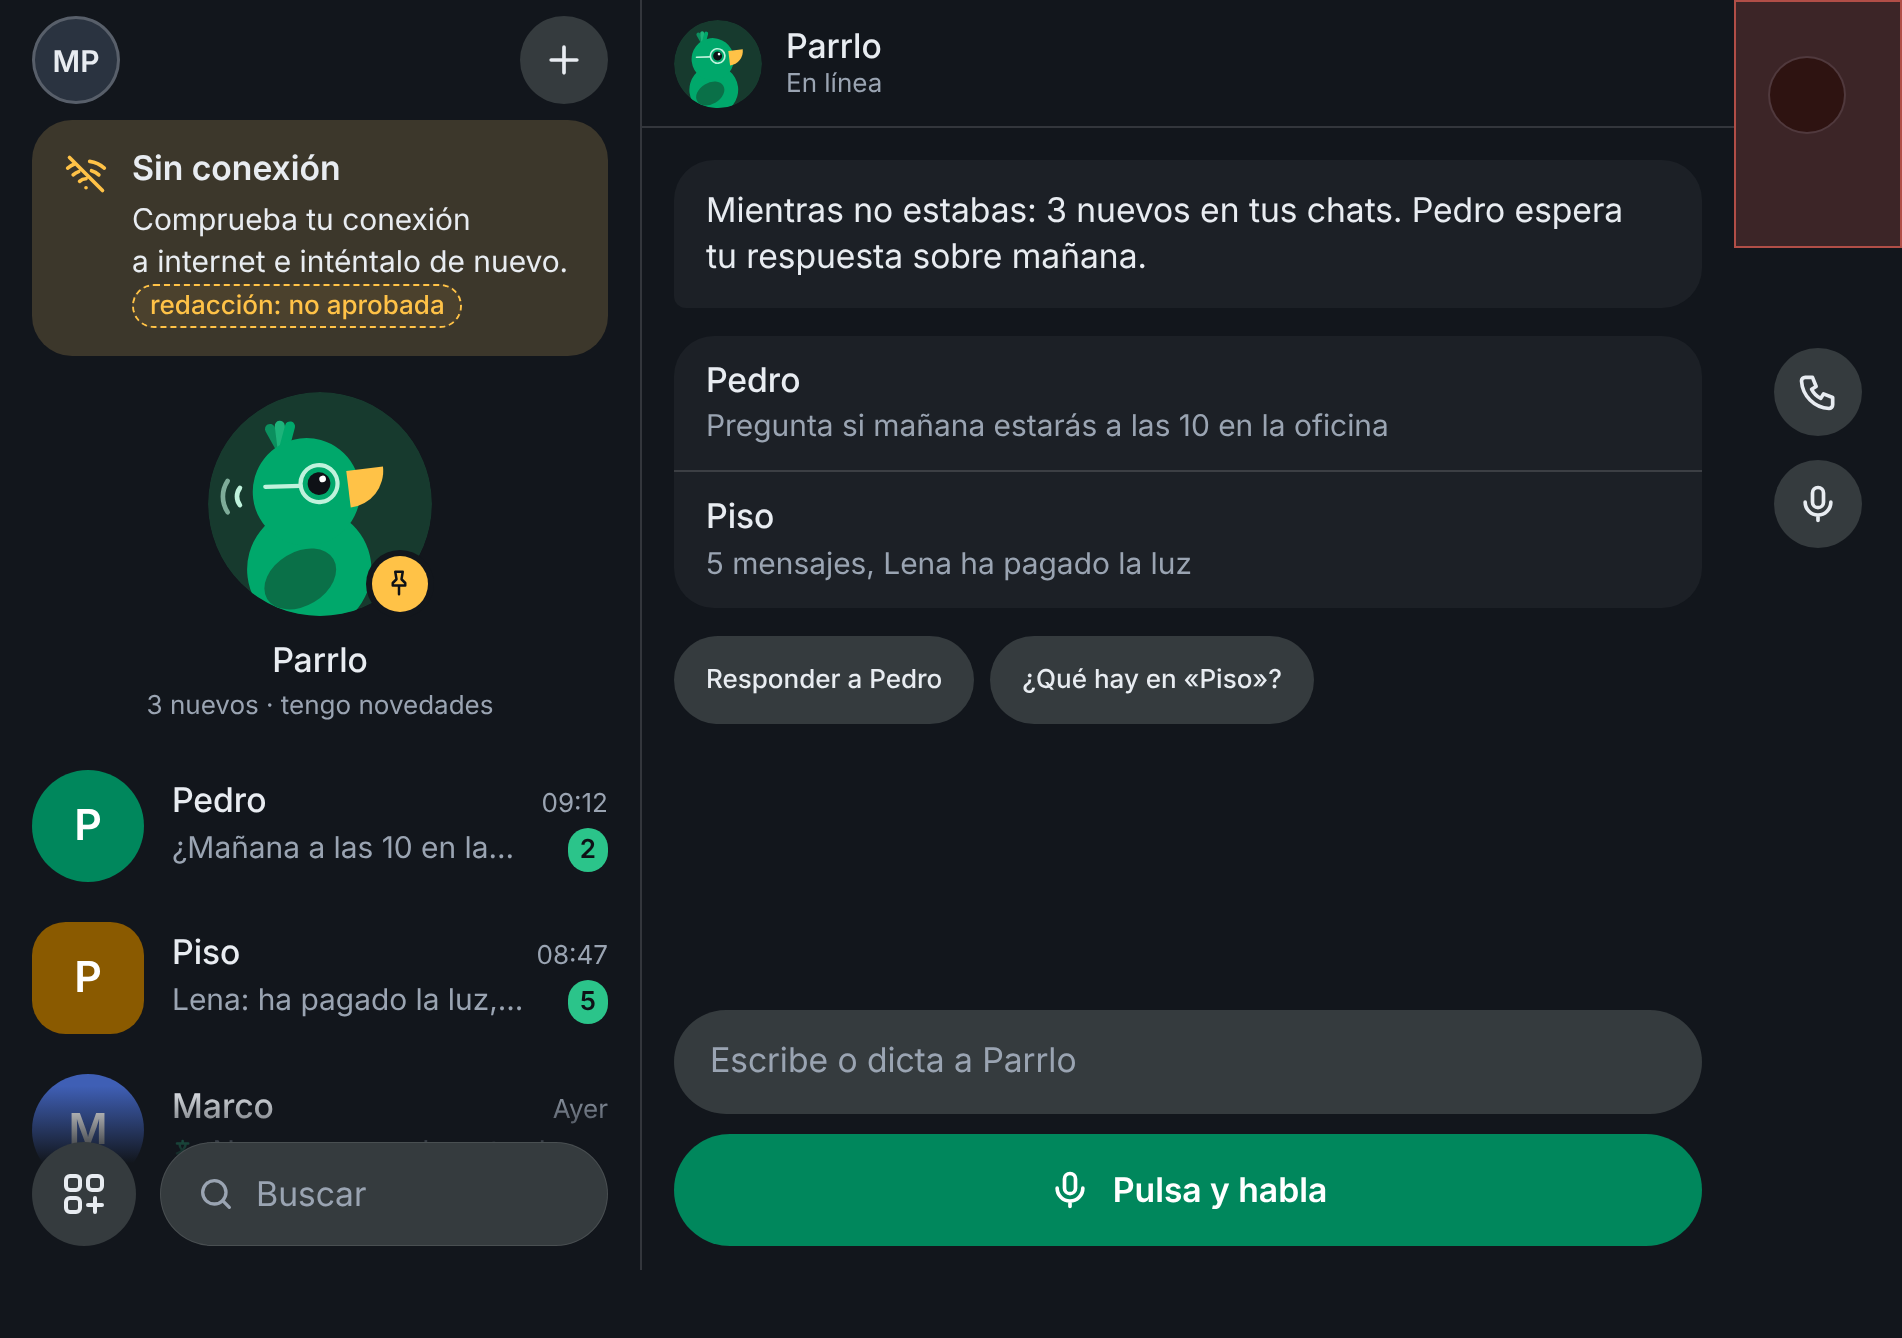 MP
Sin conexión
Comprueba tu conexión
a internet e inténtalo de nuevo.
redacción: no aprobada
Parrlo
3 nuevos · tengo novedades
P
Pedro
09:12
¿Mañana a las 10 en la...
2
P
Piso
08:47
Lena: ha pagado la luz,...
5
M
Marco
Ayer
Buscar
Parrlo
En línea
Mientras no estabas: 3 nuevos en tus chats. Pedro espera
tu respuesta sobre mañana.
Pedro
Pregunta si mañana estarás a las 10 en la oficina
Piso
5 mensajes, Lena ha pagado la luz
Responder a Pedro
¿Qué hay en «Piso»?
Escribe o dicta a Parrlo
Pulsa y habla